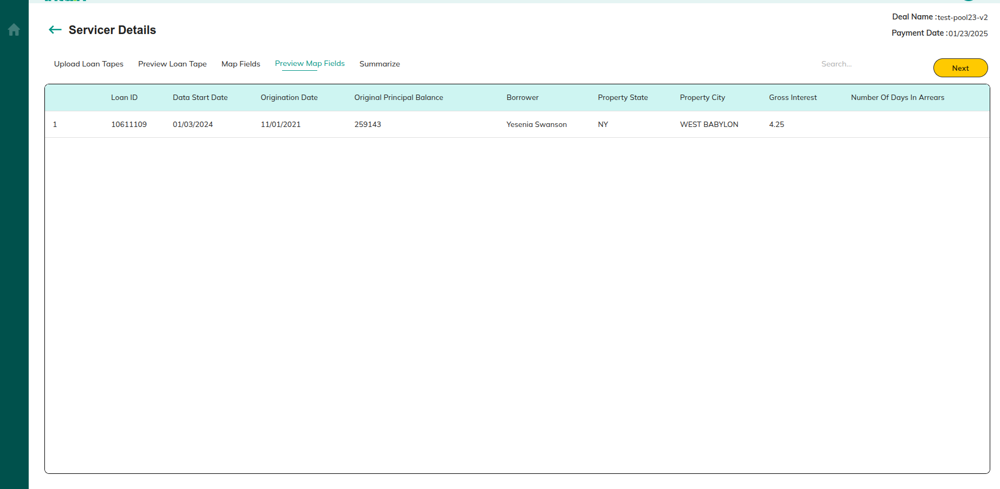 Deal Name : test-pool23-v2
Servicer Details
Payment Date : 01/23/2025
Upload Loan Tapes Preview Loan Tape Map Fields Preview Map Fields Summarize Search... Next
Loan ID Data Start Date Origination Date Original Principal Balance Borrower Property State Property City Gross Interest Number Of Days In Arrears
1 10611109 01/03/2024 11/01/2021 259143 Yesenia Swanson NY WEST BABYLON 4.25